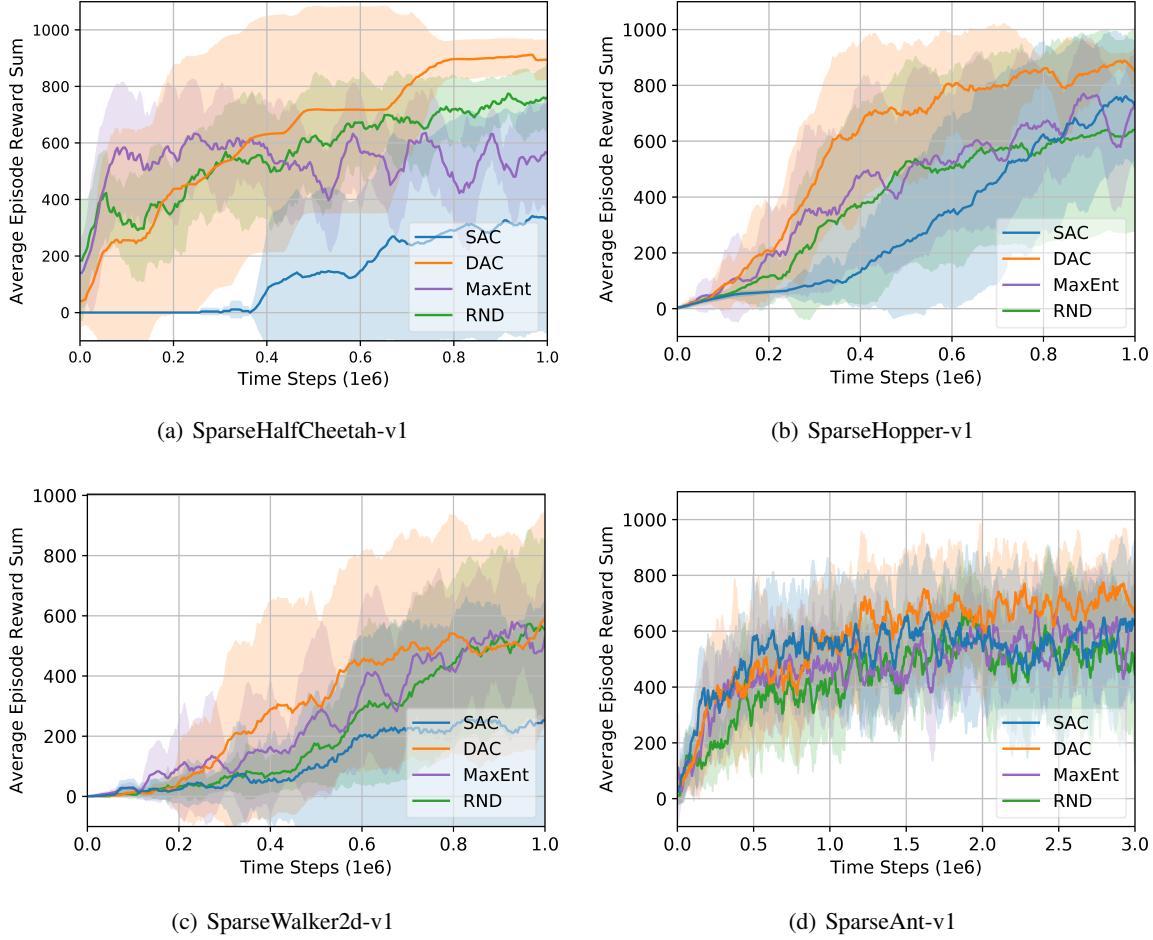 Average Episode Reward Sum
1000
800
600
400
200
0
0.0 0.2 0.4 0.6 0.8 1.0
Time Steps (1e6)
SAC
DAC
MaxEnt
RND
(a) SparseHalfCheetah-v1
Average Episode Reward Sum
1000
800
600
400
200
0
0.0 0.2 0.4 0.6 0.8 1.0
Time Steps (1e6)
SAC
DAC
MaxEnt
RND
(b) SparseHopper-v1
Average Episode Reward Sum
1000
800
600
400
200
0
0.0 0.2 0.4 0.6 0.8 1.0
Time Steps (1e6)
SAC
DAC
MaxEnt
RND
(c) SparseWalker2d-v1
Average Episode Reward Sum
1000
800
600
400
200
0
0.0 0.5 1.0 1.5 2.0 2.5 3.0
Time Steps (1e6)
SAC
DAC
MaxEnt
RND
(d) SparseAnt-v1